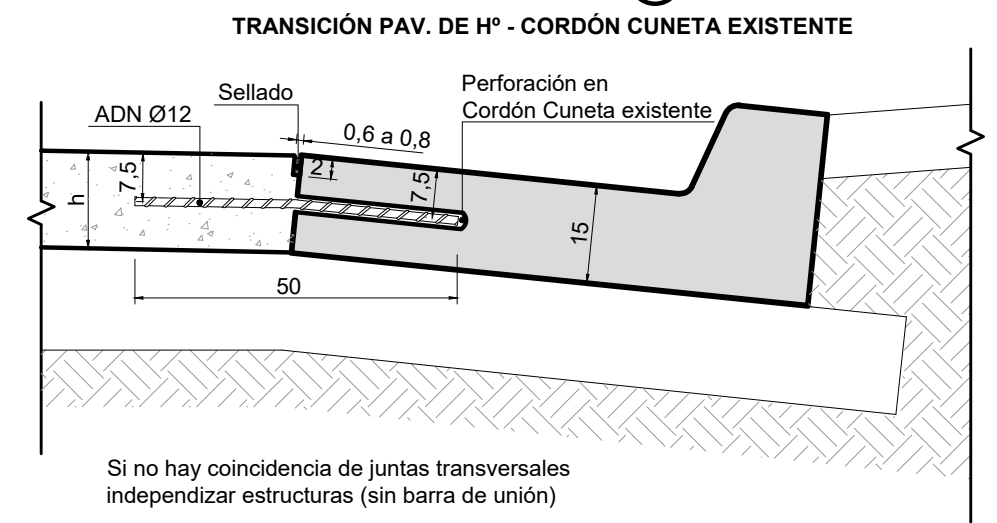 TRANSICIÓN PAV. DE Hº - CORDÓN CUNETA EXISTENTE
Sellado
Perforación en
Cordón Cuneta existente
ADN Ø12
0,6 a 0,8
2
7,5
7,5
h
15
50
Si no hay coincidencia de juntas transversales
independizar estructuras (sin barra de unión)